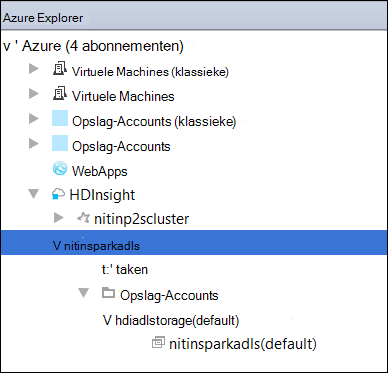 Azure Explorer
v ' Azure (4 abonnementen)
Virtuele Machines (klassieke)
Virtuele Machines
Opslag-Accounts (klassieke)
Opslag-Accounts
WebApps
HDInsight
nitinp2scluster
V nitinsparkadls
t:' taken
Opslag-Accounts
V hdiadlstorage(default)
nitinsparkadls(default)